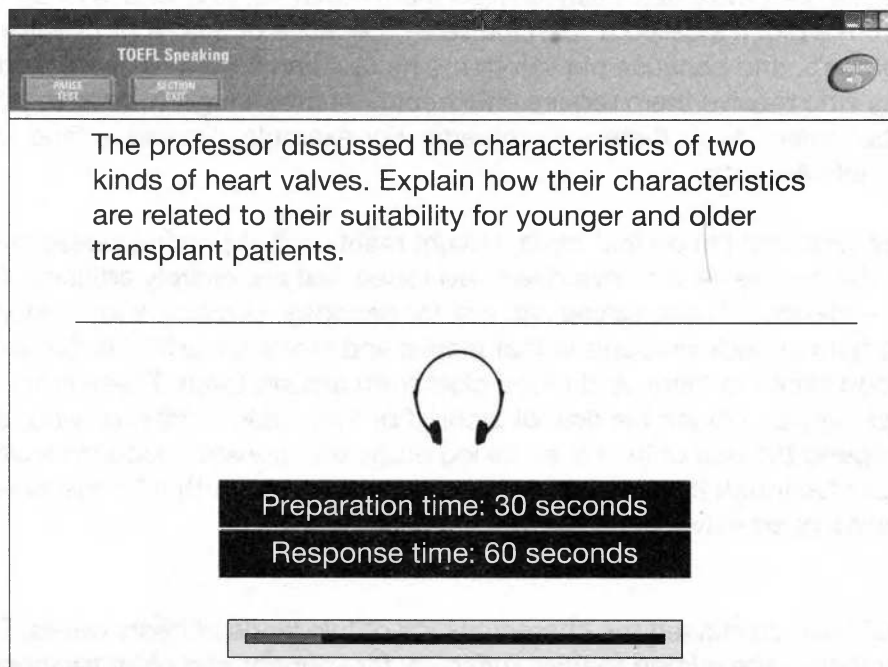 TOEFL Speaking
PAUSE TEST
SECTION EXIT
VOLUME
The professor discussed the characteristics of two
kinds of heart valves. Explain how their characteristics
are related to their suitability for younger and older
transplant patients.
Preparation time: 30 seconds
Response time: 60 seconds